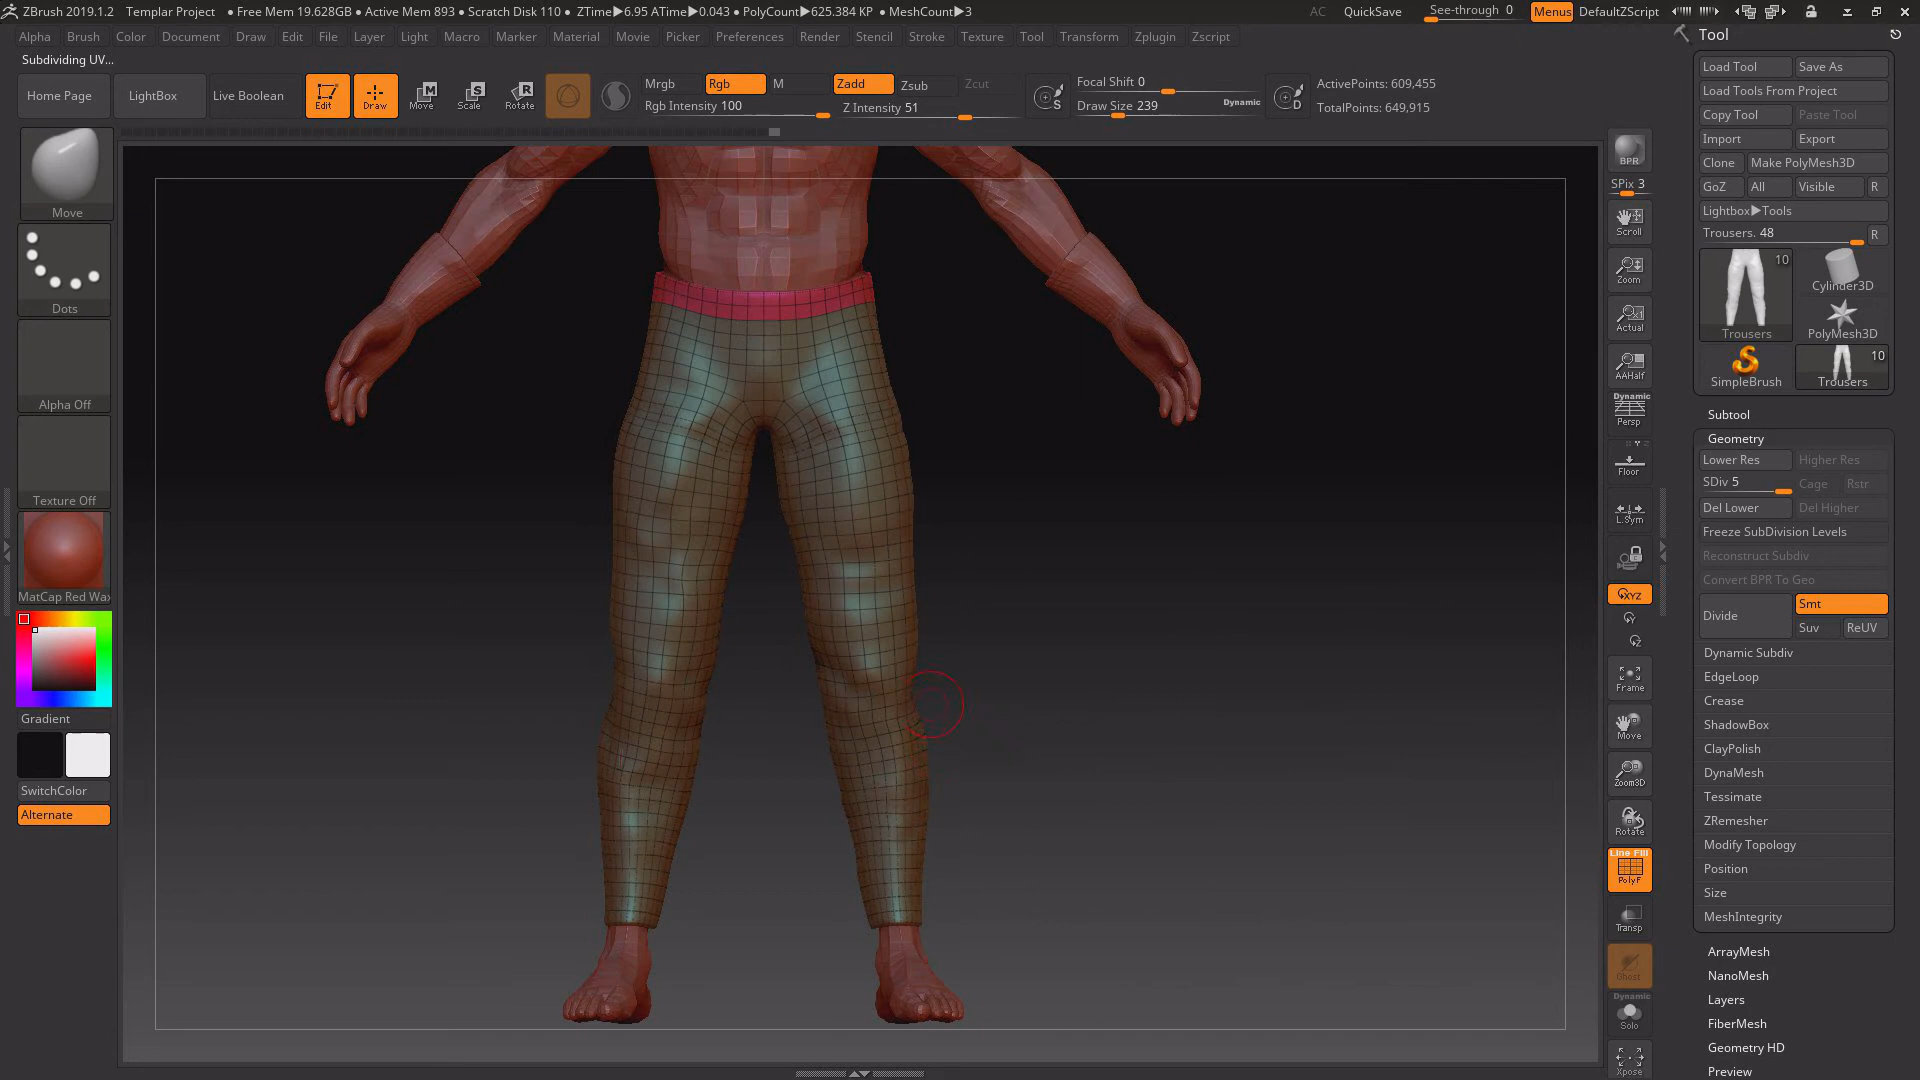 ZBrush 2019.1.2 Templar Project • Free Mem 19.628GB • Active Mem 893 • Scratch Disk 110 • ZTime▶6.95 ATime▶0.043 • PolyCount▶625.384 KP • MeshCount▶3 AC QuickSave See-through 0 Menus DefaultZScript
Alpha Brush Color Document Draw Edit File Layer Light Macro Marker Material Movie Picker Preferences Render Stencil Stroke Texture Tool Transform Zplugin Zscript
Subdividing UV...
Home Page LightBox Live Boolean Edit Draw Move Scale Rotate
Mrgb Rgb M Zadd Zsub Zcut
Rgb Intensity 100 Z Intensity 51
S
Focal Shift 0
Draw Size 239 Dynamic
D
ActivePoints: 609,455
TotalPoints: 649,915
Move
Dots
Alpha Off
Texture Off
MatCap Red Wax
Gradient
SwitchColor
Alternate
BPR
SPix 3
Scroll
Zoom
Actual
AAHalf
Dynamic
Persp
Floor
L.Sym
XYZ
Frame
Move
Zoom3D
Rotate
Line Fill
PolyF
Transp
Ghost
Dynamic
Solo
Xpose
Tool
Load Tool Save As
Load Tools From Project
Copy Tool Paste Tool
Import Export
Clone Make PolyMesh3D
GoZ All Visible R
Lightbox▶Tools
Trousers. 48 R
10
Trousers
Cylinder3D
PolyMesh3D
SimpleBrush
10
Trousers
Subtool
Geometry
Lower Res Higher Res
SDiv 5 Cage Rstr
Del Lower Del Higher
Freeze SubDivision Levels
Reconstruct Subdiv
Convert BPR To Geo
Divide Smt
Suv ReUV
Dynamic Subdiv
EdgeLoop
Crease
ShadowBox
ClayPolish
DynaMesh
Tessimate
ZRemesher
Modify Topology
Position
Size
MeshIntegrity
ArrayMesh
NanoMesh
Layers
FiberMesh
Geometry HD
Preview